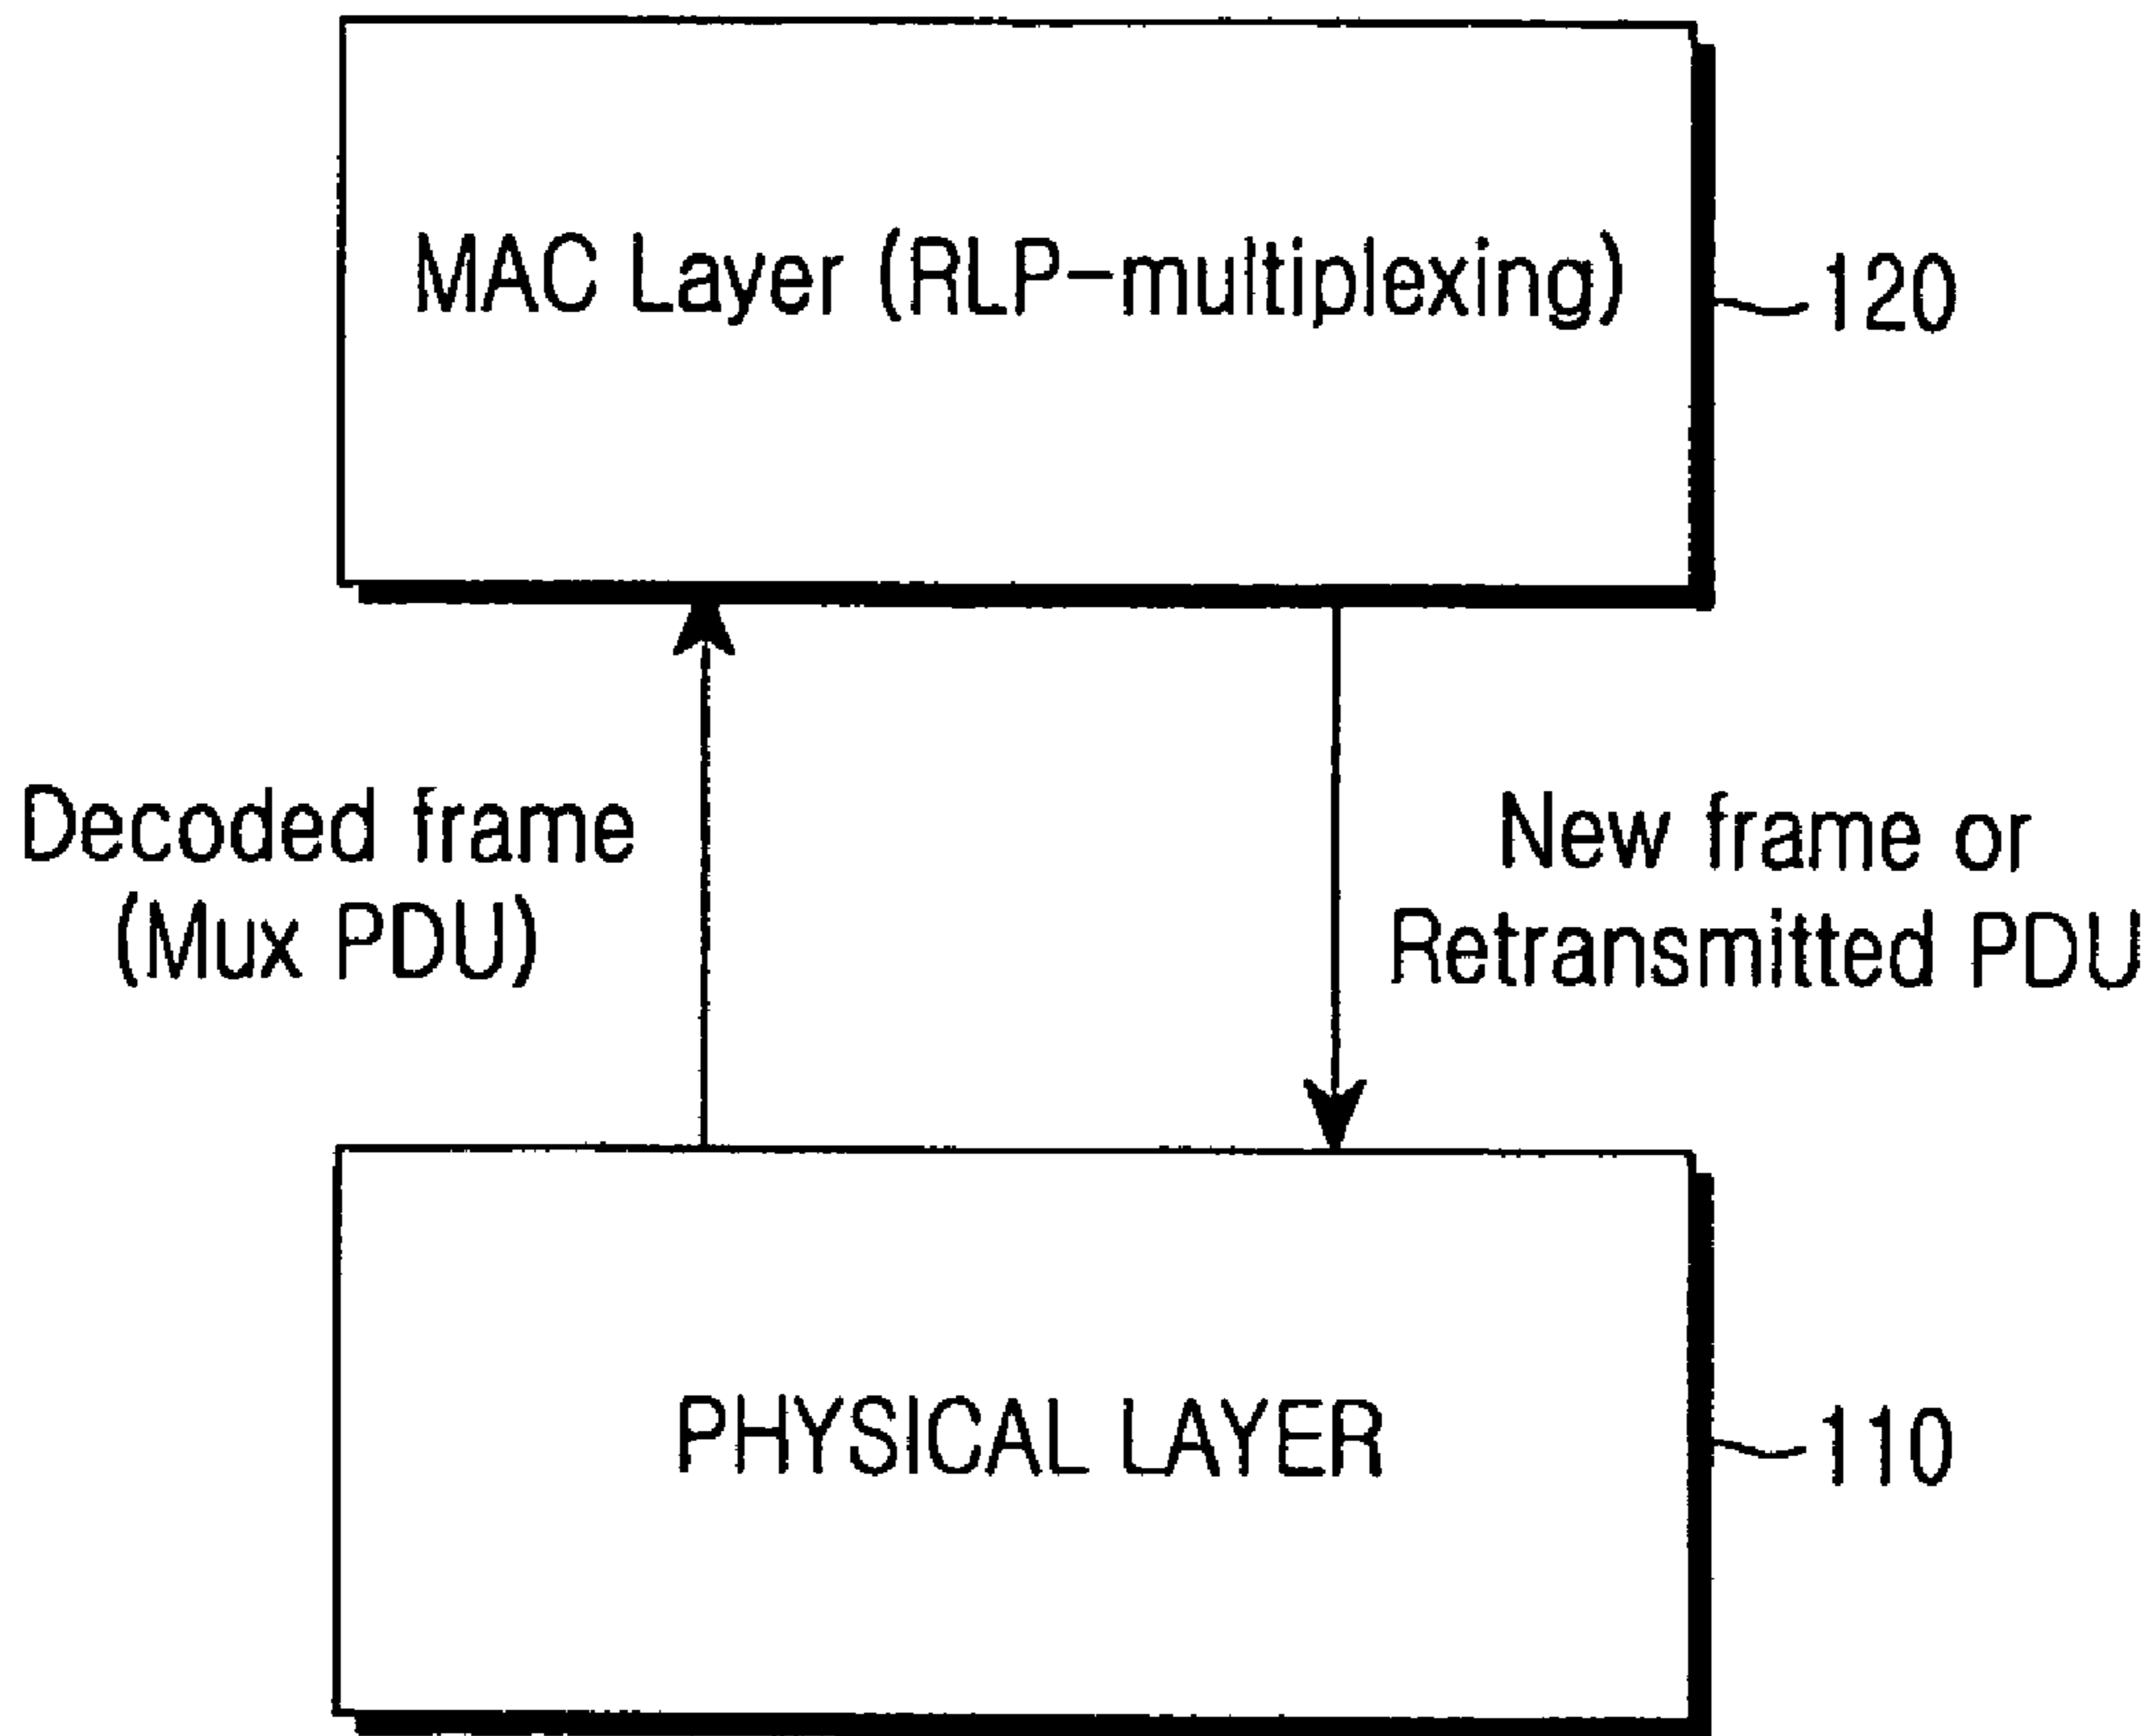 MAC Layer (RLP-multiplexing)
120
Decoded frame
(Mux PDU)
New frame or
Retransmitted PDU
PHYSICAL LAYER
110